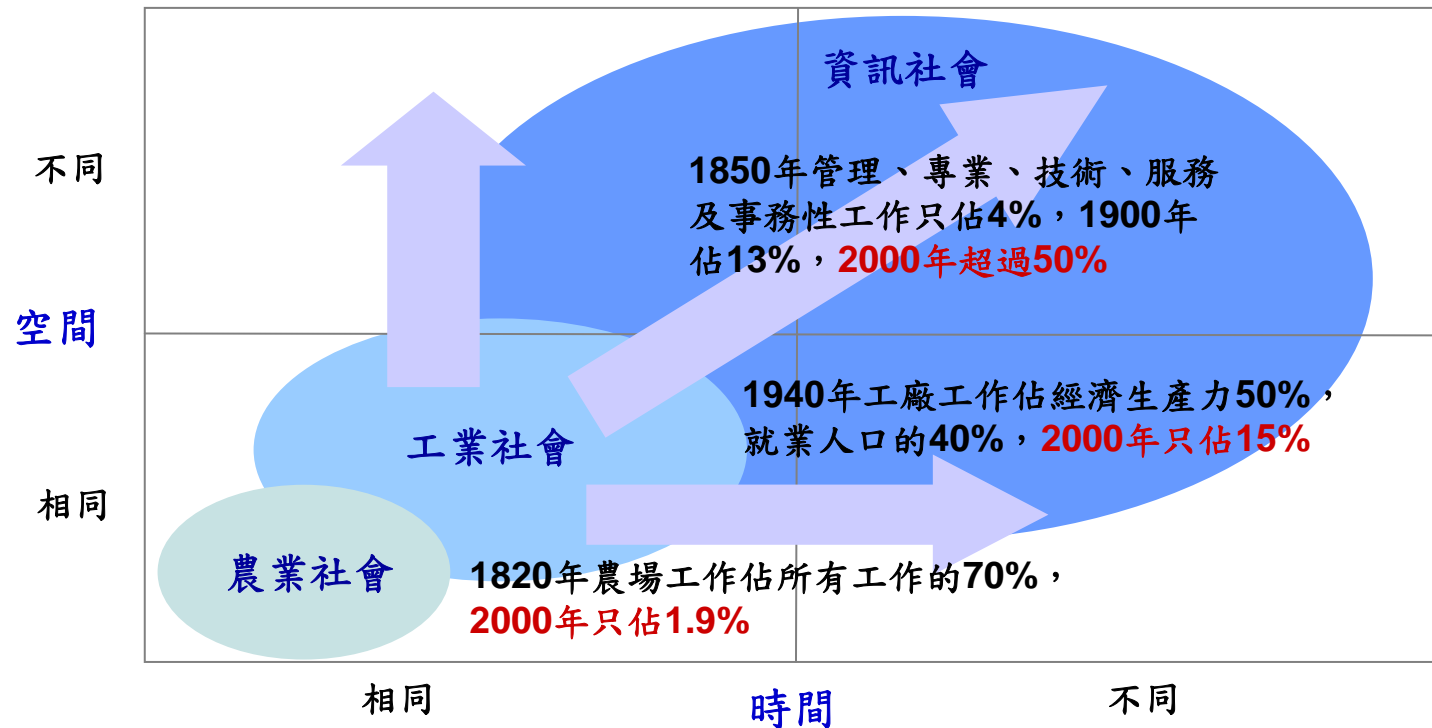 資訊社會
不同
1850年管理、專業、技術、服務
及事務性工作只佔4%，1900年
佔13%，2000年超過50%
空間
1940年工廠工作佔經濟生產力50%，
就業人口的40%，2000年只佔15%
工業社會
相同
農業社會
1820年農場工作佔所有工作的70%，
2000年只佔1.9%
相同
時間
不同